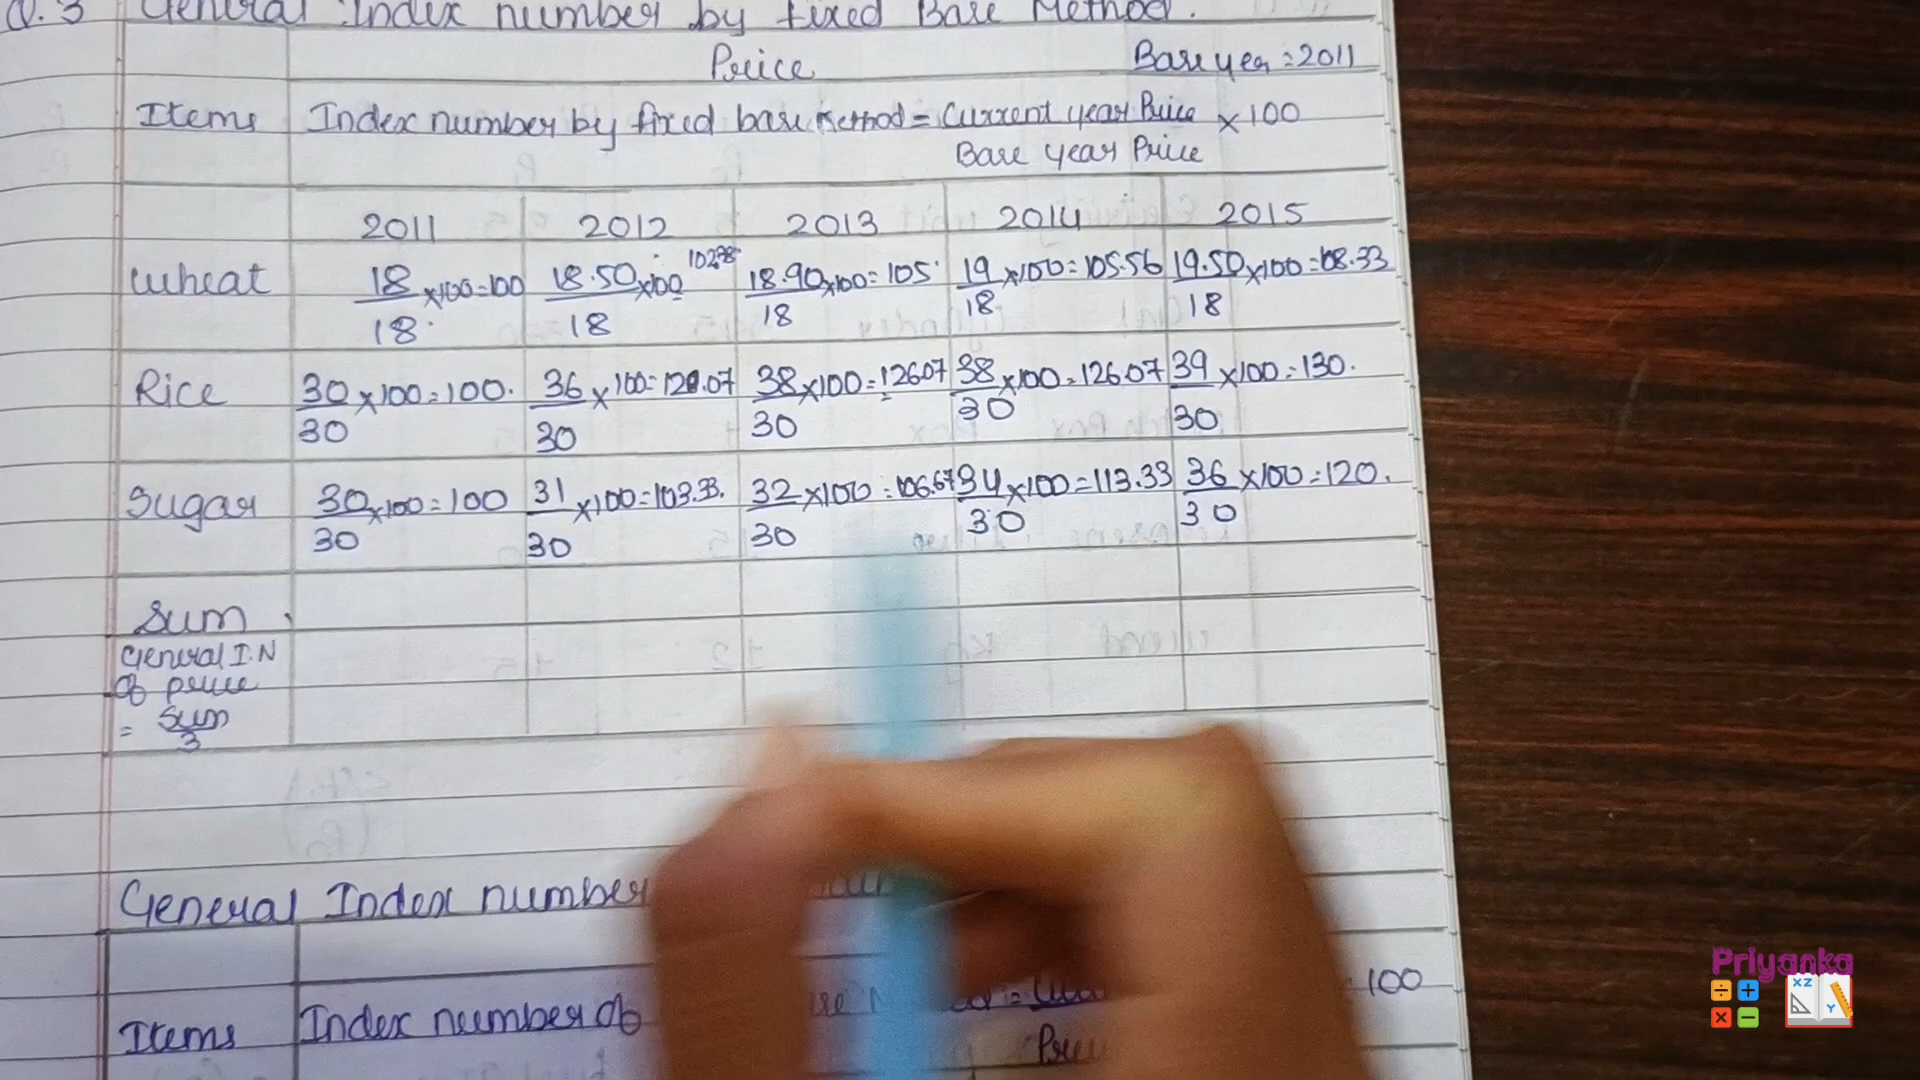 Q.3 General Index number by fixed Base Method.
Price
Base year = 2011
Items Index number by fixed base method = Current year Price × 100
Base year Price
2011 2012 2013 2014 2015
Wheat 18 ×100=100 18.50 ×100 102.78 18.90 ×100=105 19 ×100=105.56 19.50 ×100=108.33
18 18 18 18 18
Rice 30 ×100=100. 36 ×100= 38 ×100=12607 38 ×100=126.07 39 ×100=130.
30 30 30 30 30
Sugar 30 ×100=100 31 ×100=103.33. 32 ×100=106.67 34 ×100=113.33 36 ×100=120.
30 30 30 30 30
Sum
General I.N
of price
= Sum
3
General Index number
Items Index number of
100
Priyanka
XZ
Y
÷ +
× −